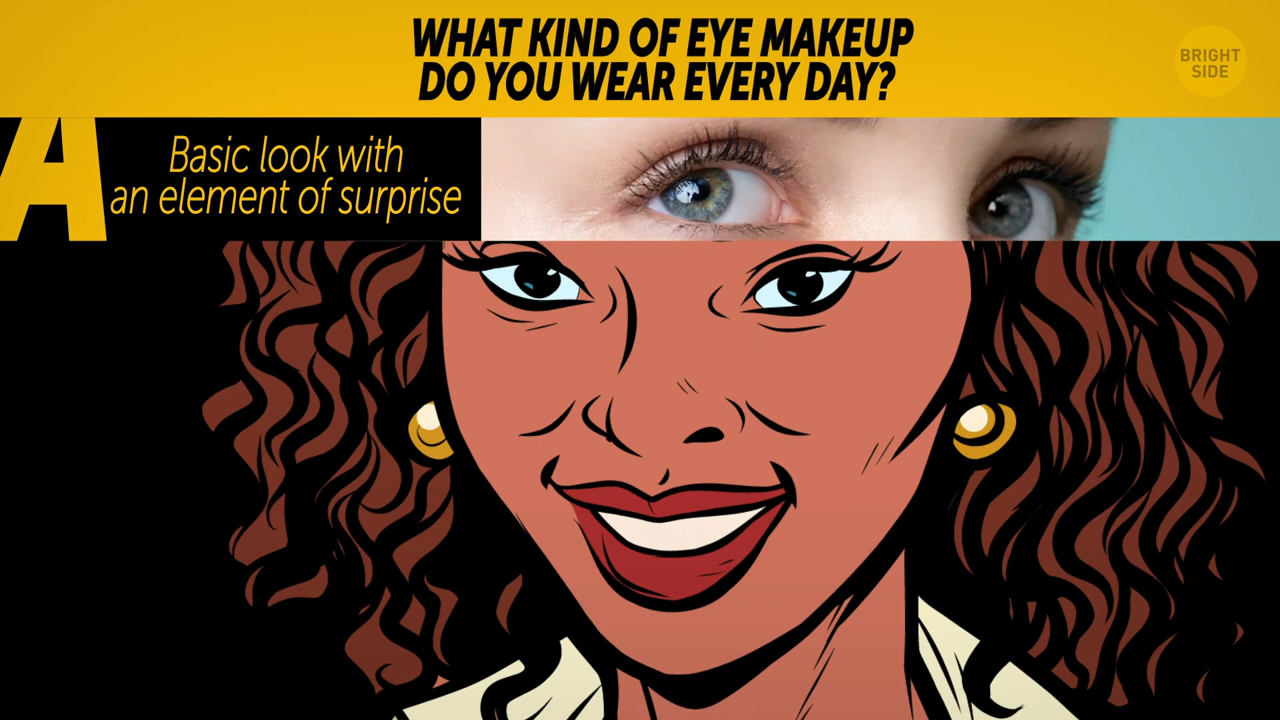 WHAT KIND OF EYE MAKEUP
DO YOU WEAR EVERY DAY?
BRIGHT
SIDE
A
Basic look with
an element of surprise